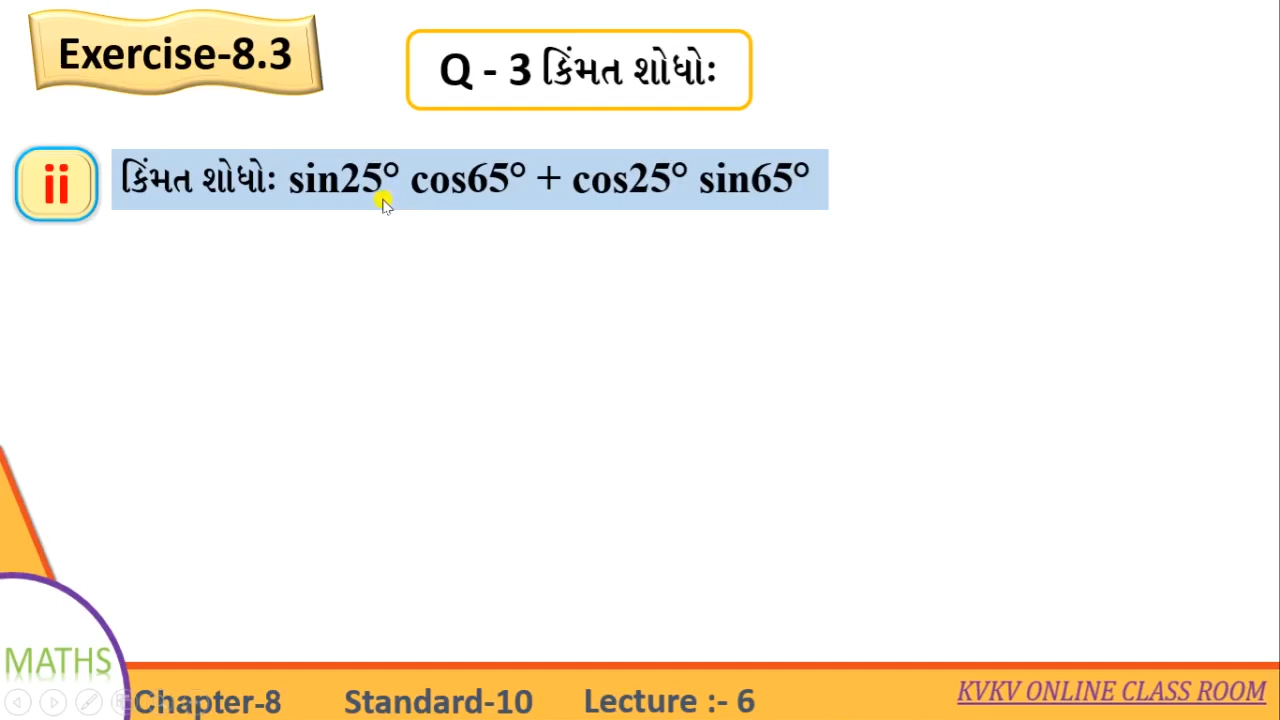 Exercise-8.3
Q - 3 કિંમત શોધોઃ
ii
કિંમત શોધોઃ sin25° cos65° + cos25° sin65°
MATHS
Chapter-8 Standard-10 Lecture :- 6
KVKV ONLINE CLASS ROOM